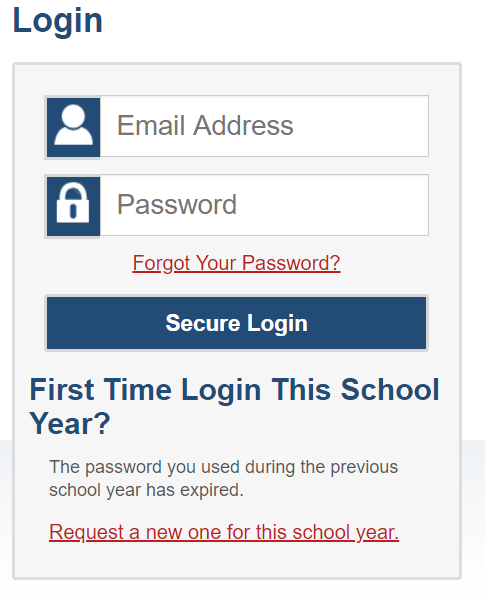 Login
Email Address
Password
Forgot Your Password?
Secure Login
First Time Login This School
Year?
The password you used during the previous
school year has expired.
Request a new one for this school year.